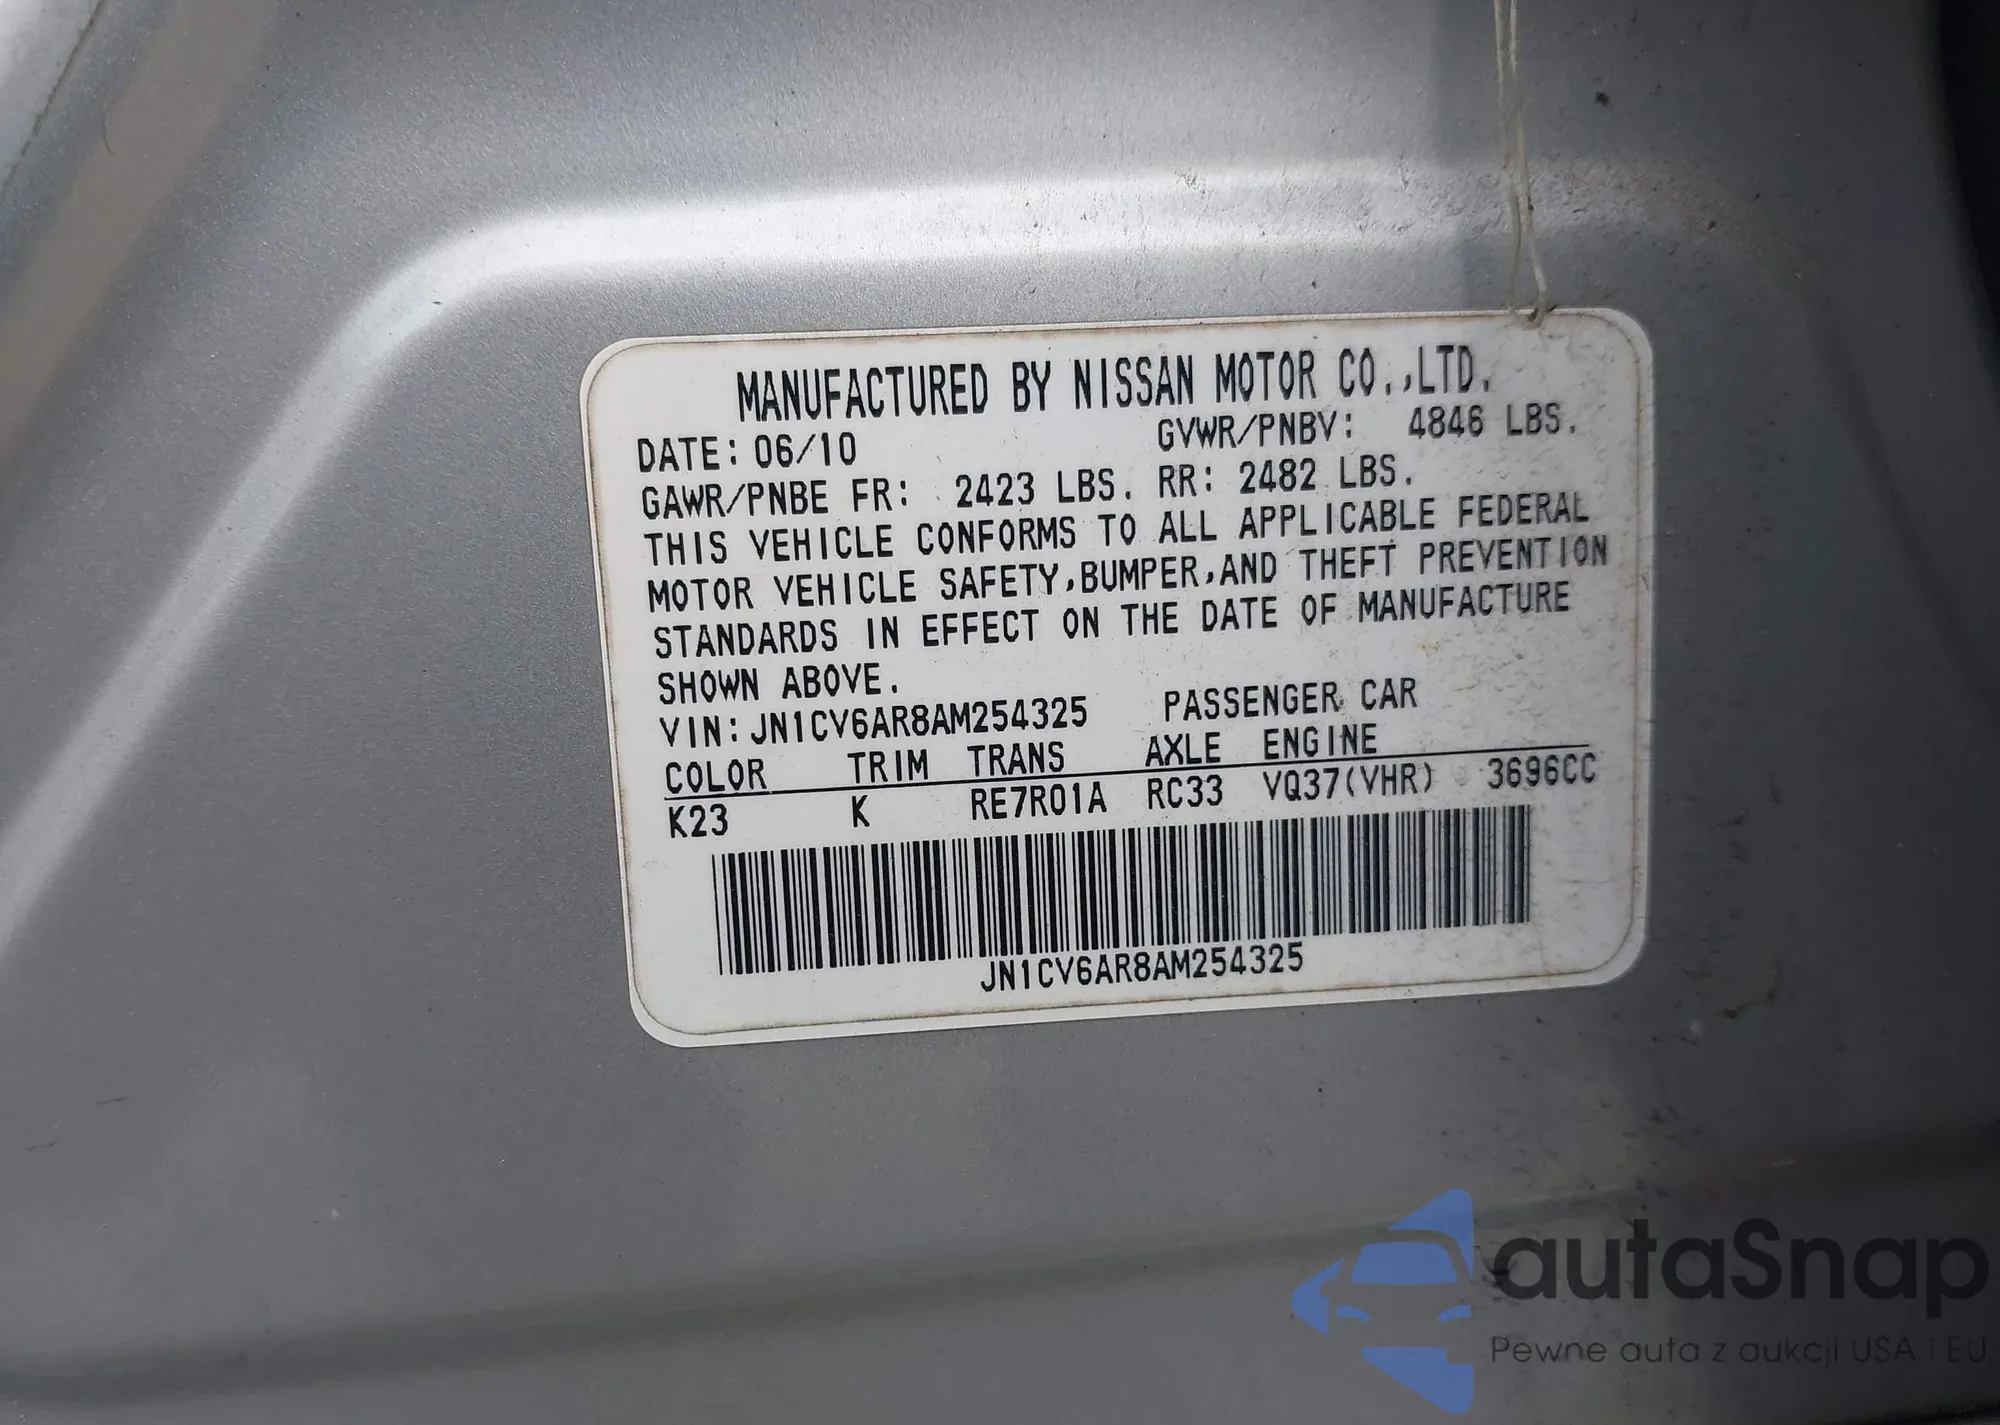 MANUFACTURED BY NISSAN MOTOR CO.,LTD.
DATE: 06/10 GVWR/PNBV: 4846 LBS.
GAWR/PNBE FR: 2423 LBS. RR: 2482 LBS.
THIS VEHICLE CONFORMS TO ALL APPLICABLE FEDERAL
MOTOR VEHICLE SAFETY,BUMPER,AND THEFT PREVENTION
STANDARDS IN EFFECT ON THE DATE OF MANUFACTURE
SHOWN ABOVE.
VIN: JN1CV6AR8AM254325 PASSENGER CAR
COLOR TRIM TRANS AXLE ENGINE
K23 K RE7R01A RC33 VQ37(VHR) 3696CC
JN1CV6AR8AM254325
autaSnap
Pewne auta z aukcji USA i EU